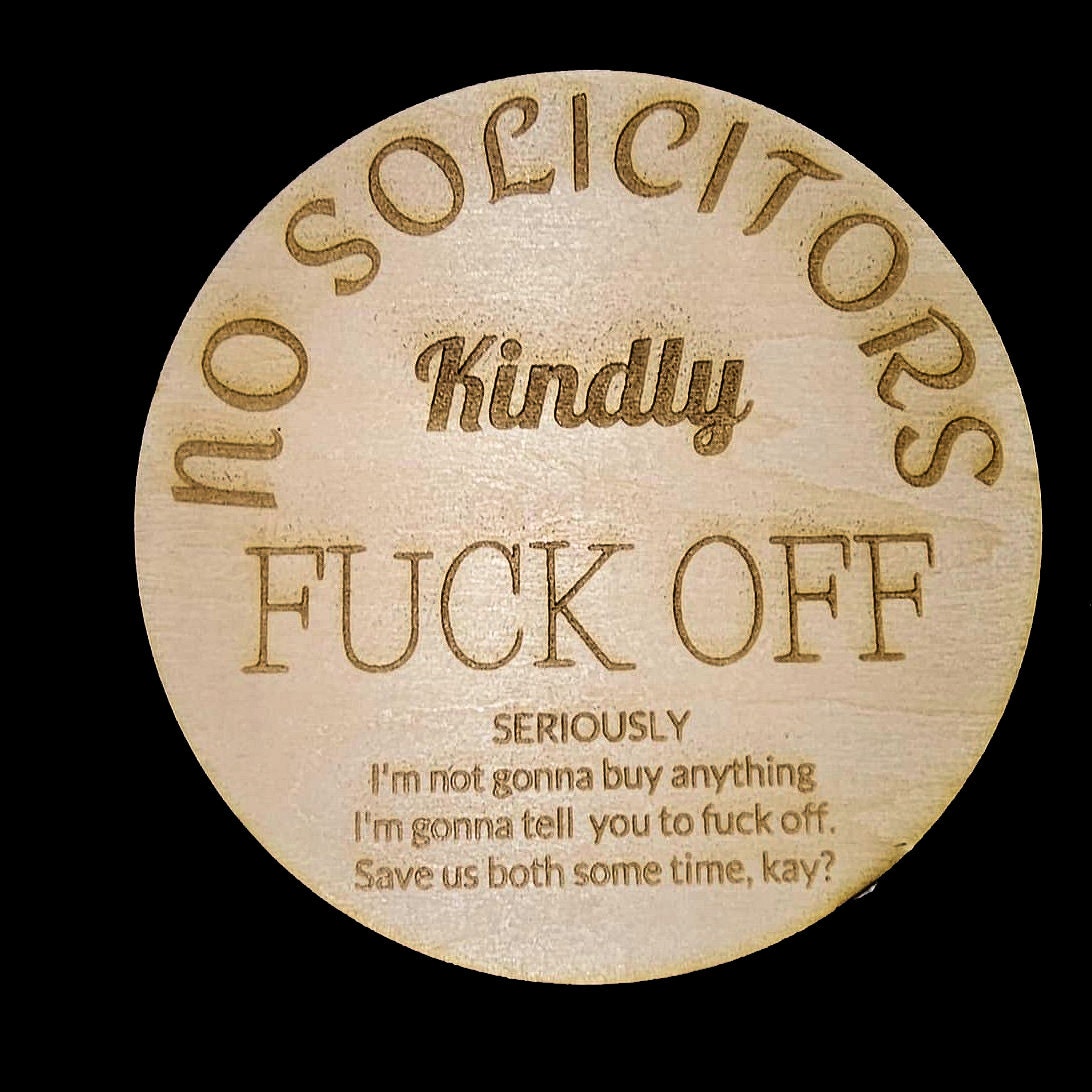 nO SOLICITORS
Kindly
FUCK OFF
SERIOUSLY
I'm not gonna buy anything
I'm gonna tell you to fuck off.
Save us both some time, kay?